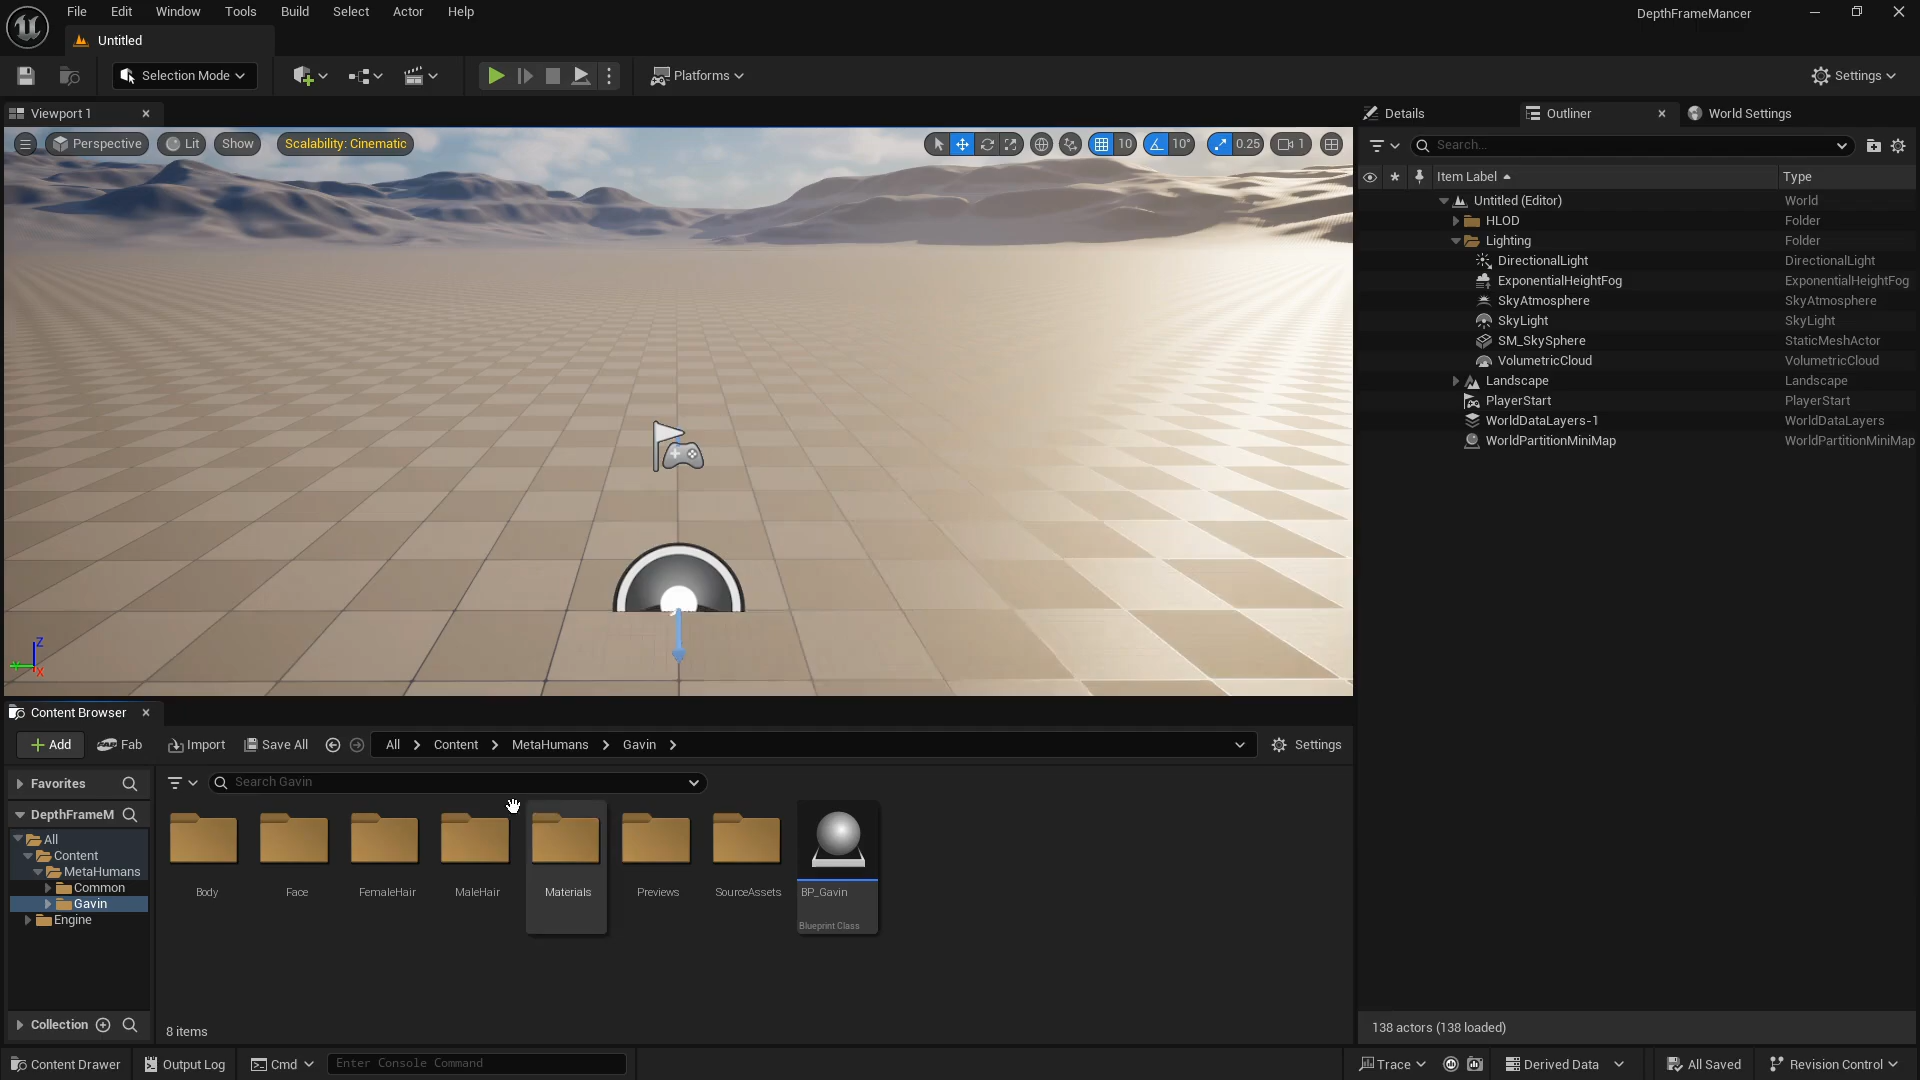 File Edit Window Tools Build Select Actor Help
DepthFrameMancer
Untitled
Selection Mode
Platforms
Settings
Viewport 1
Perspective Lit Show Scalability: Cinematic
10 10° 0.25 1
Z
X
Details Outliner World Settings
Search...
Item Label Type
Untitled (Editor) World
HLOD Folder
Lighting Folder
DirectionalLight DirectionalLight
ExponentialHeightFog ExponentialHeightFog
SkyAtmosphere SkyAtmosphere
SkyLight SkyLight
SM_SkySphere StaticMeshActor
VolumetricCloud VolumetricCloud
Landscape Landscape
PlayerStart PlayerStart
WorldDataLayers-1 WorldDataLayers
WorldPartitionMiniMap WorldPartitionMiniMap
138 actors (138 loaded)
Content Browser
Add Fab Import Save All All Content MetaHumans Gavin Settings
Favorites
Search Gavin
DepthFrameM
All
Content
MetaHumans
Common
Gavin
Engine
Collection
Body Face FemaleHair MaleHair Materials Previews SourceAssets BP_Gavin
Blueprint Class
8 items
Content Drawer Output Log Cmd Enter Console Command Trace Derived Data All Saved Revision Control